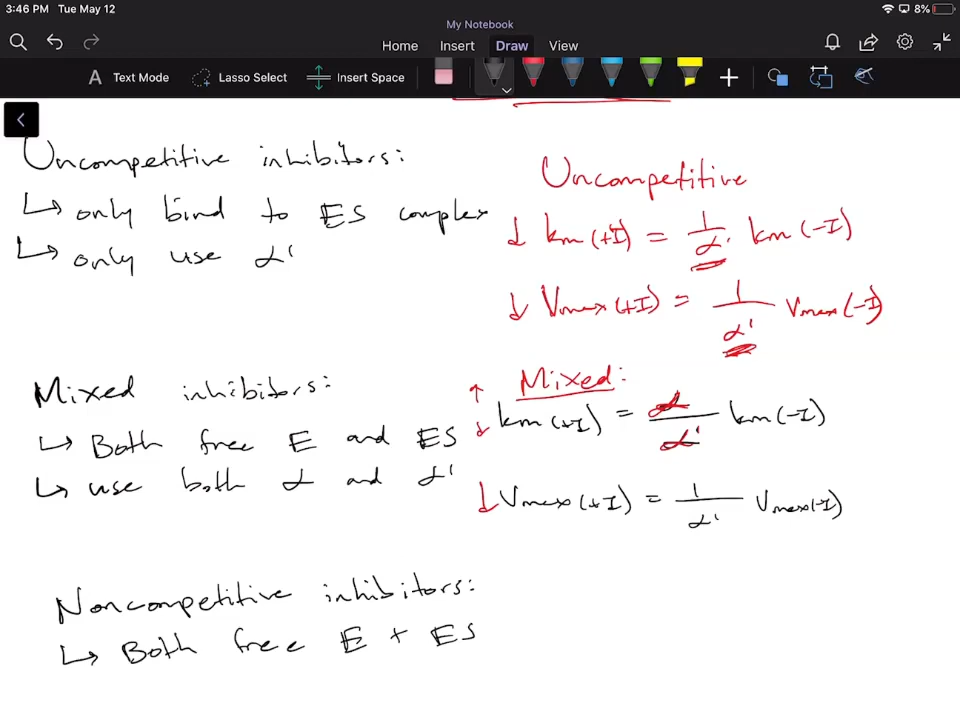 3:46 PM Tue May 12
8%
My Notebook
Home Insert Draw View
A Text Mode Lasso Select Insert Space
Uncompetitive inhibitors:
↳ only bind to ES complex
↳ only use α'
Uncompetitive
↓ km (+I) = 1/α' km (-I)
↓ Vmax (+I) = 1/α' Vmax (-I)
Mixed inhibitors:
↳ Both free E and ES
↳ use both α and α'
Mixed:
↑↓ km (+I) = α/α' km (-I)
↓ Vmax (+I) = 1/α' Vmax (-I)
Noncompetitive inhibitors:
↳ Both free E + ES